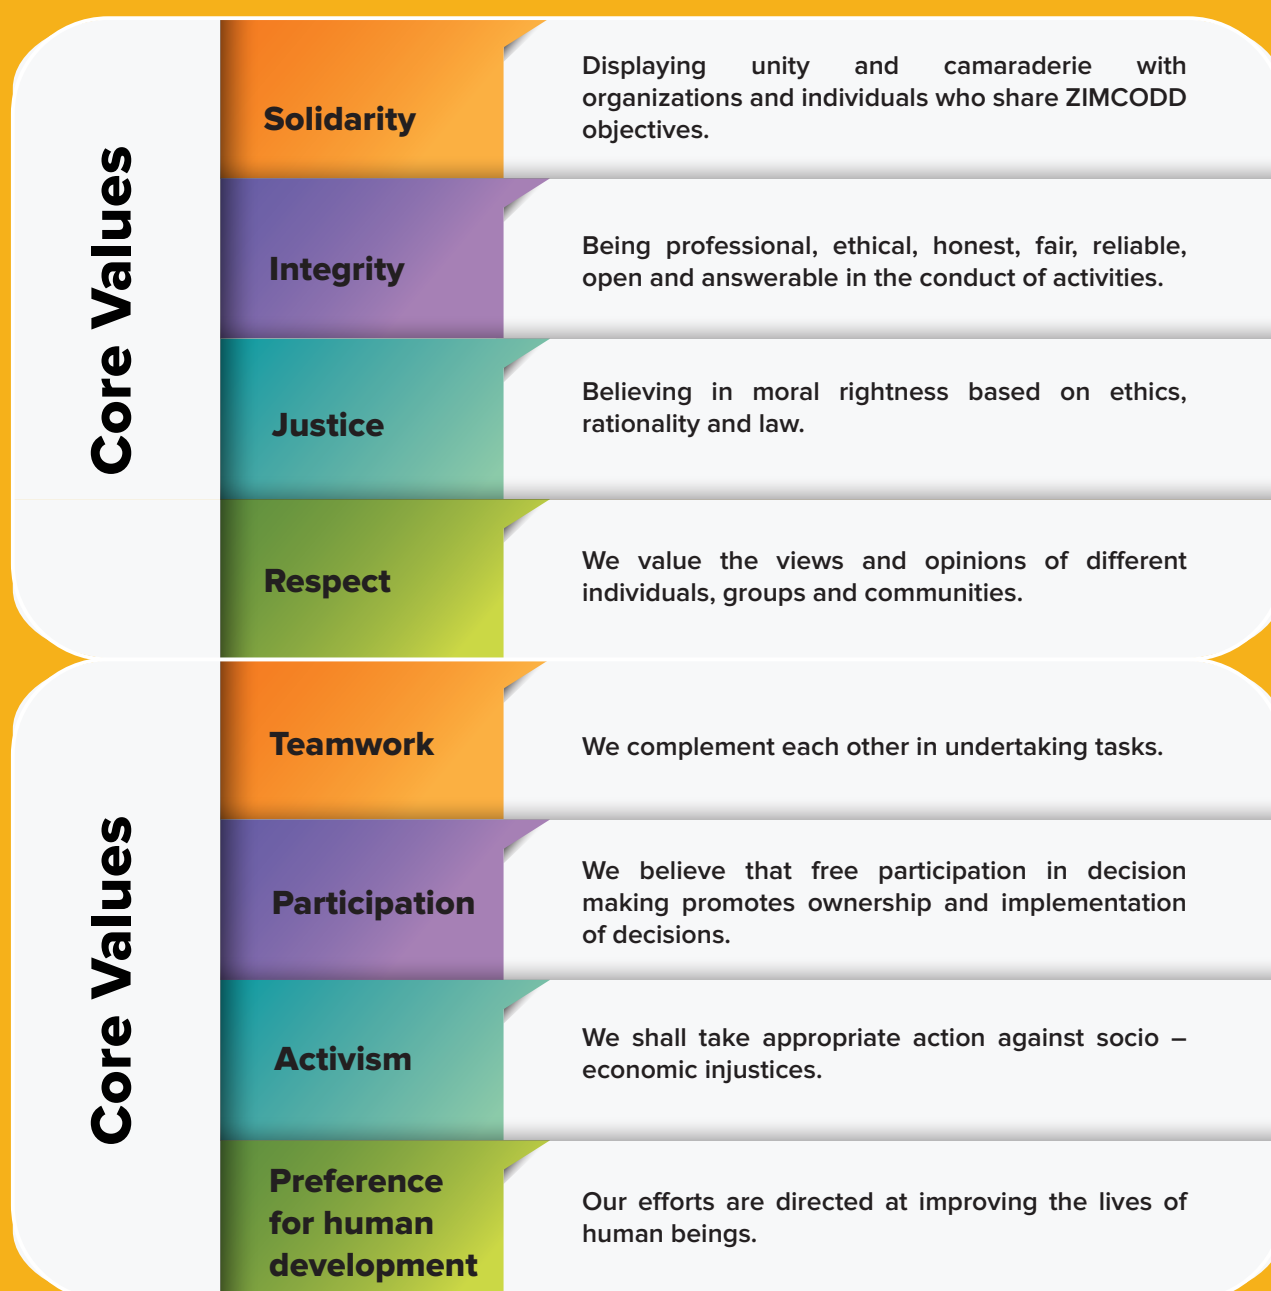 Core Values
Solidarity
Displaying unity and camaraderie with
organizations and individuals who share ZIMCODD
objectives.
Integrity
Being professional, ethical, honest, fair, reliable,
open and answerable in the conduct of activities.
Justice
Believing in moral rightness based on ethics,
rationality and law.
Respect
We value the views and opinions of different
individuals, groups and communities.
Core Values
Teamwork
We complement each other in undertaking tasks.
Participation
We believe that free participation in decision
making promotes ownership and implementation
of decisions.
Activism
We shall take appropriate action against socio –
economic injustices.
Preference
for human
development
Our efforts are directed at improving the lives of
human beings.